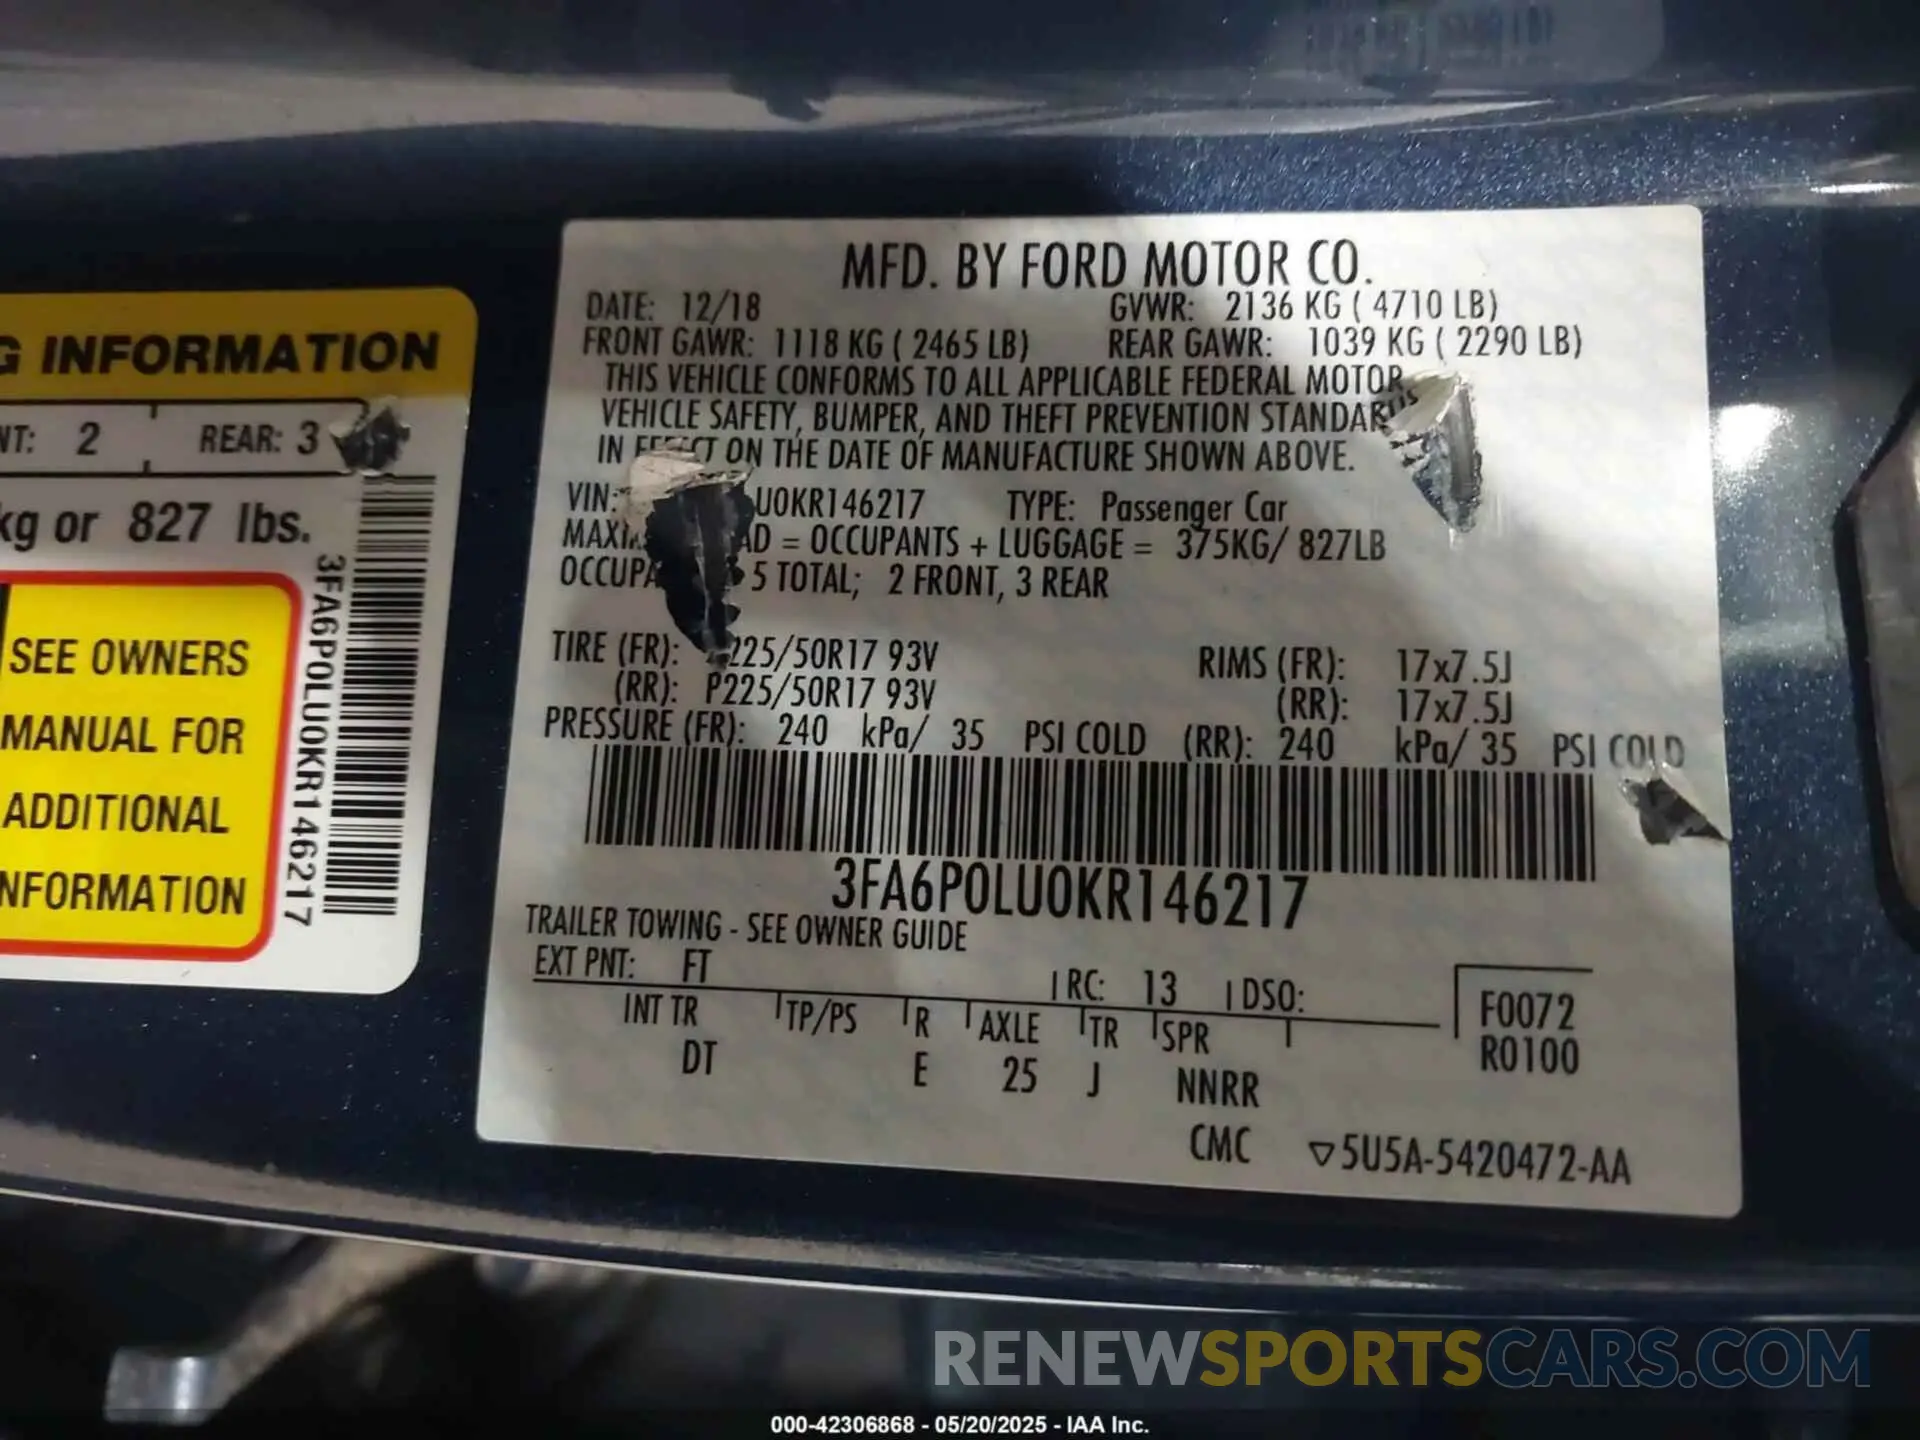 G INFORMATION
NT: 2 REAR: 3
kg or 827 lbs.
SEE OWNERS
MANUAL FOR
ADDITIONAL
NFORMATION
3FA6P0LU0KR146217
MFD. BY FORD MOTOR CO.
DATE: 12/18 GVWR: 2136 KG ( 4710 LB)
FRONT GAWR: 1118 KG ( 2465 LB) REAR GAWR: 1039 KG ( 2290 LB)
THIS VEHICLE CONFORMS TO ALL APPLICABLE FEDERAL MOTOR
VEHICLE SAFETY, BUMPER, AND THEFT PREVENTION STANDARDS
IN EFFECT ON THE DATE OF MANUFACTURE SHOWN ABOVE.
VIN: U0KR146217 TYPE: Passenger Car
MAXI AD = OCCUPANTS + LUGGAGE = 375KG/ 827LB
OCCUPA 5 TOTAL; 2 FRONT, 3 REAR
TIRE (FR): 225/50R17 93V RIMS (FR): 17x7.5J
(RR): P225/50R17 93V (RR): 17x7.5J
PRESSURE (FR): 240 kPa/ 35 PSI COLD (RR): 240 kPa/ 35 PSI COLD
3FA6P0LU0KR146217
TRAILER TOWING - SEE OWNER GUIDE
EXT PNT: FT RC: 13 DSO:
INT TR TP/PS R AXLE TR SPR F0072
DT E 25 J NNRR R0100
CMC ▽5U5A-5420472-AA
RENEWSPORTSCARS.COM
000-42306868 - 05/20/2025 - IAA Inc.